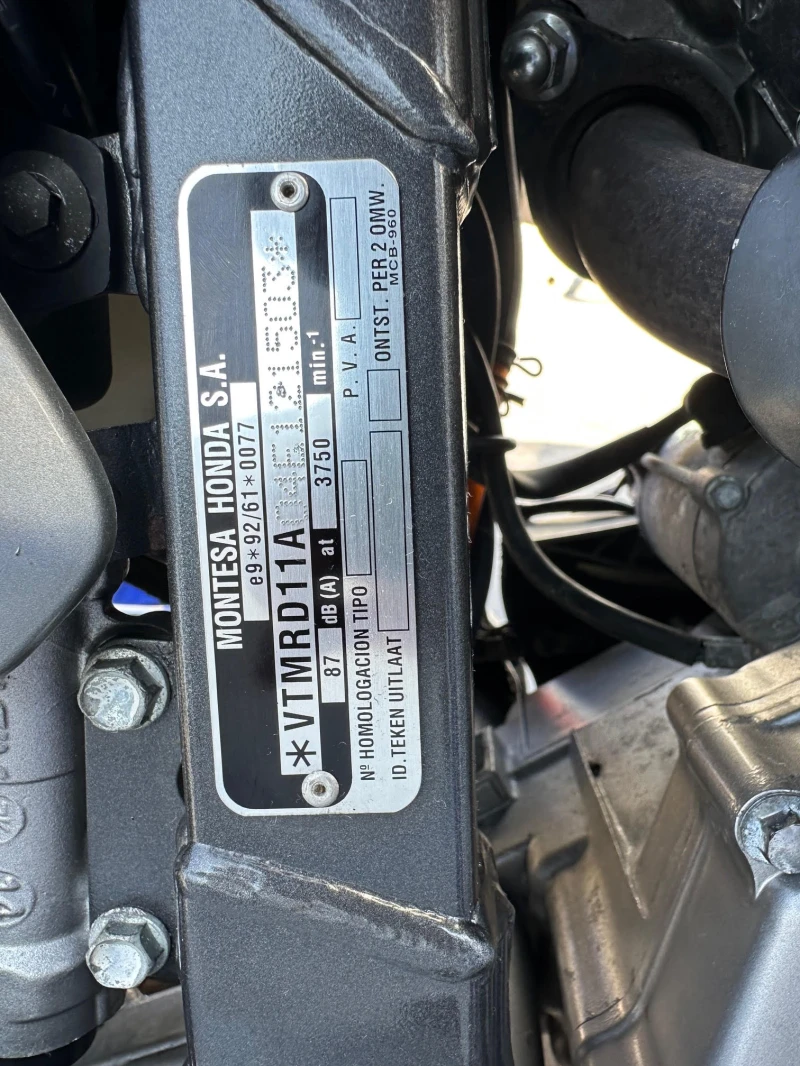 MONTESA HONDA S.A.
e9*92/61*0077
*VTMRD11A
87 dB (A) at 3750 min.-1
Nº HOMOLOGACION TIPO P. V. A.
ID. TEKEN UITLAAT ONTST. PER 2 OMW.
MCB-960